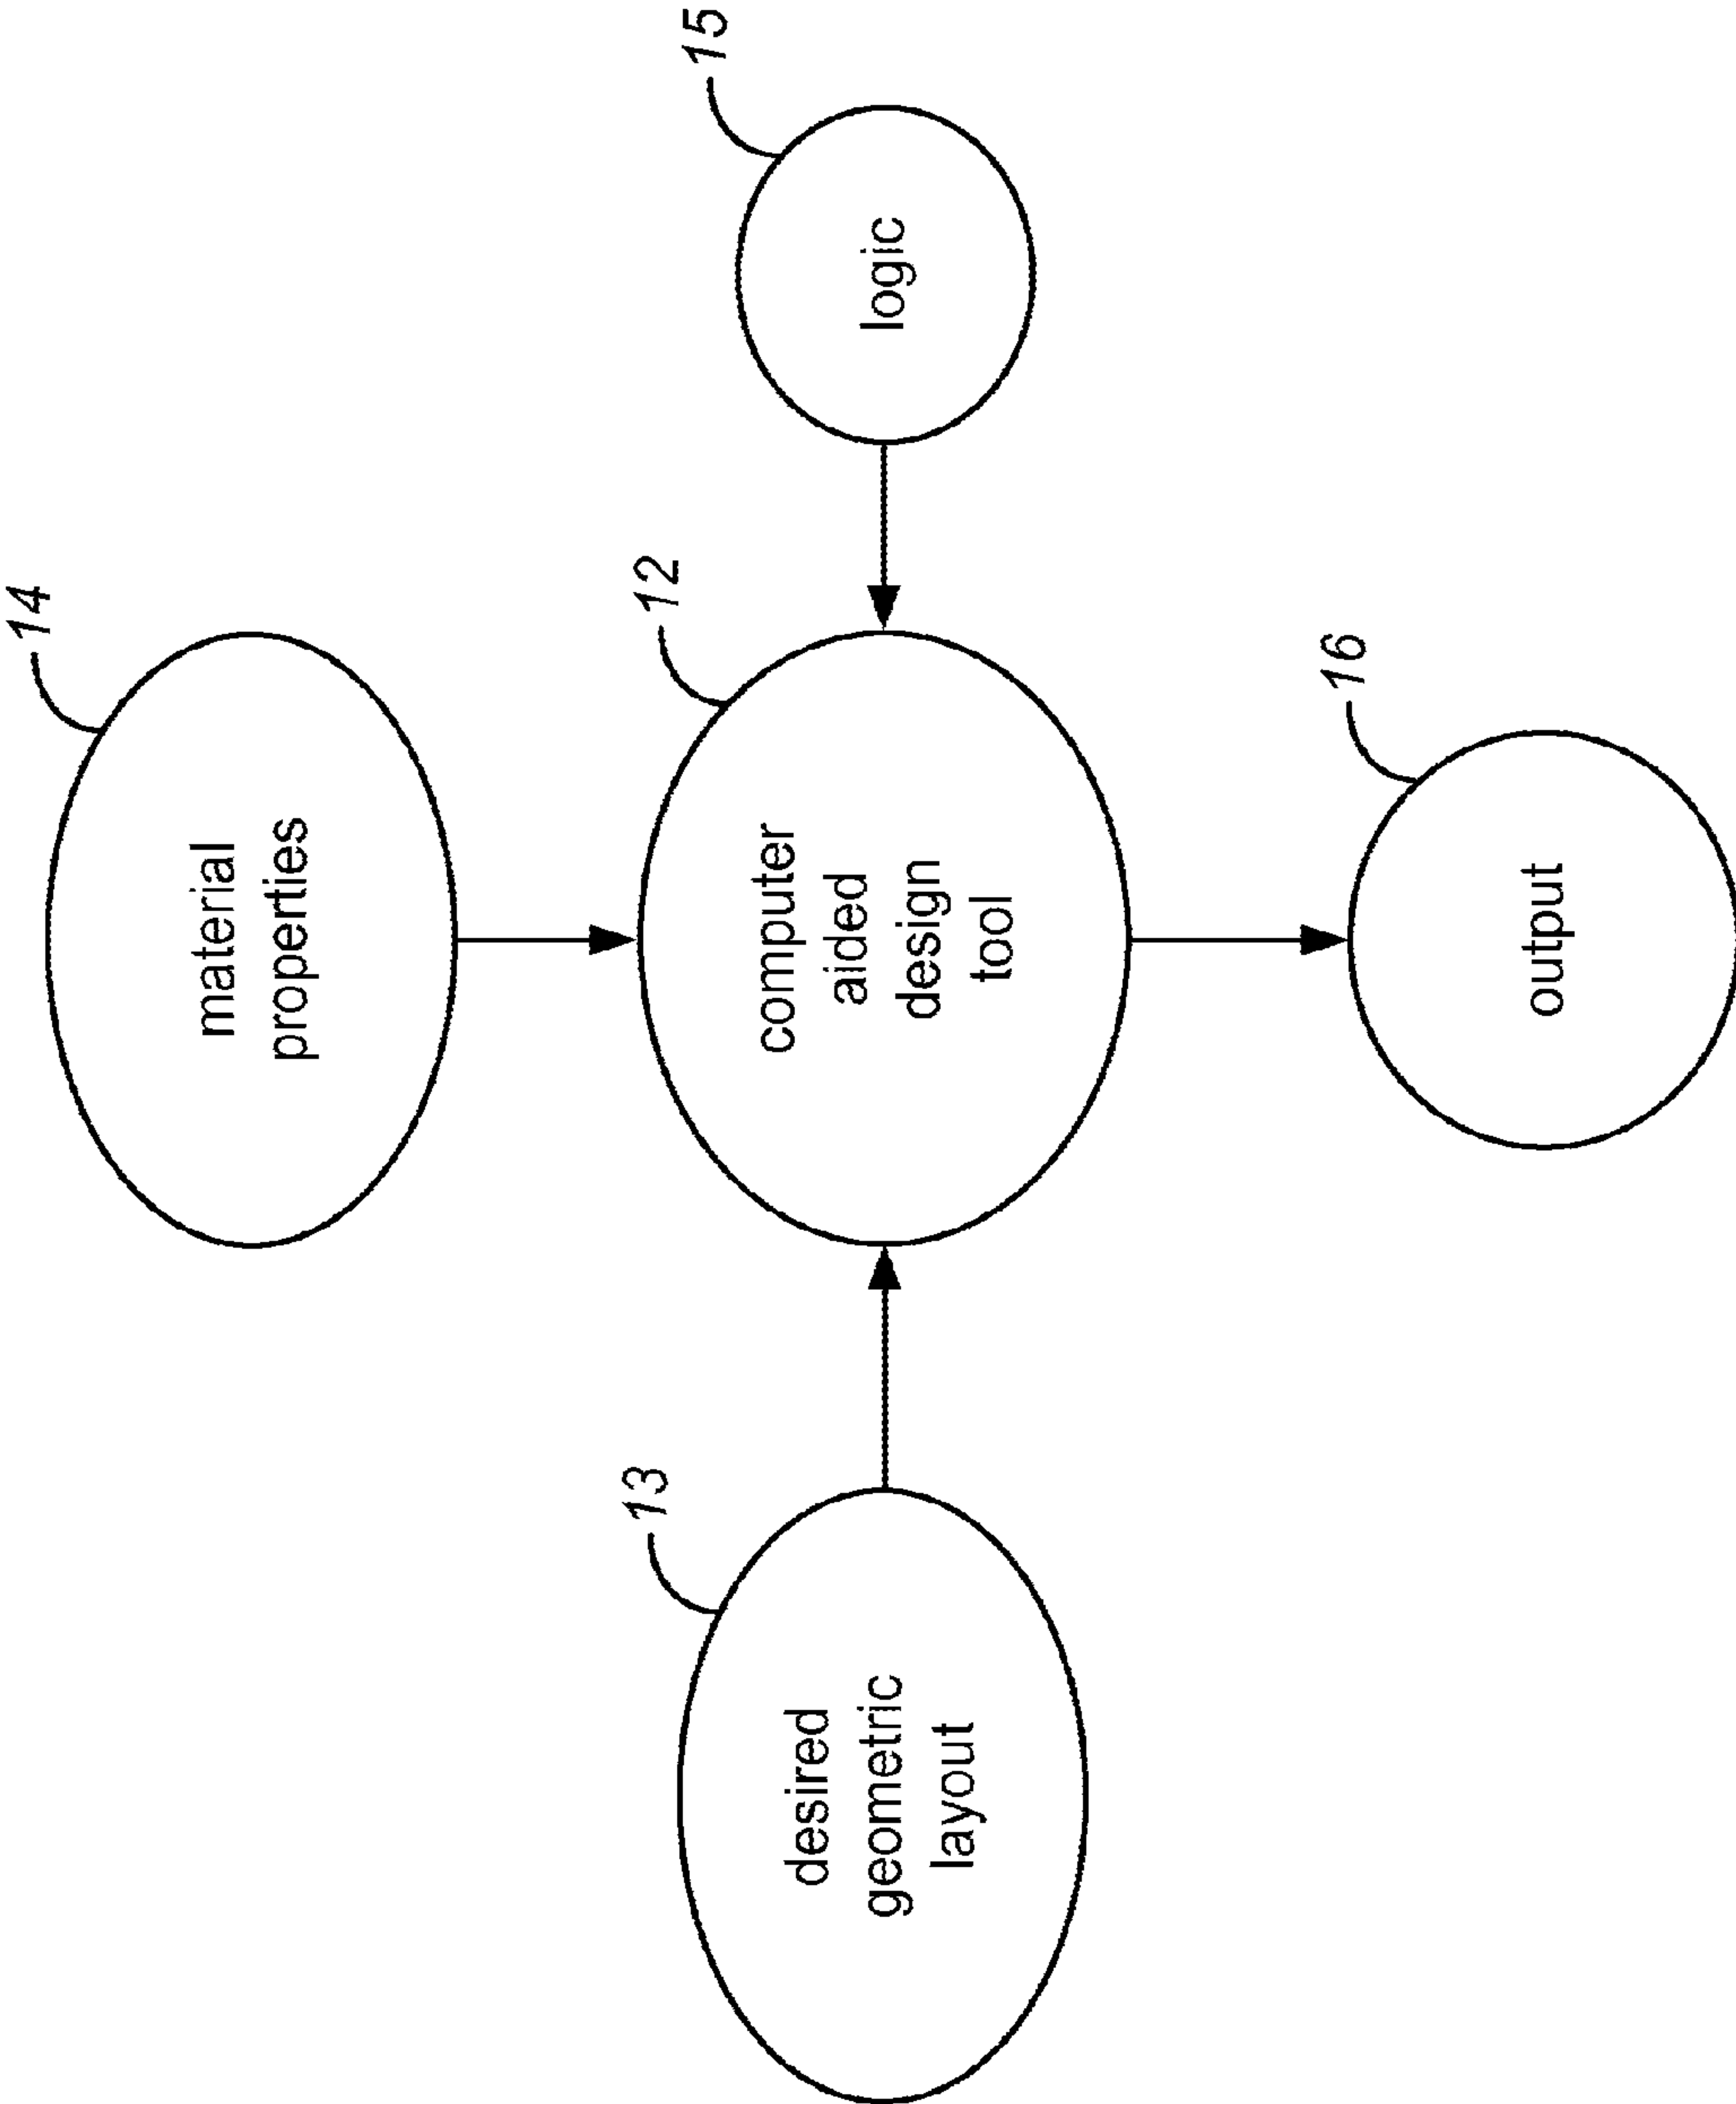 14
material
properties
15
logic
12
computer
aided
design
tool
13
desired
geometric
layout
16
output